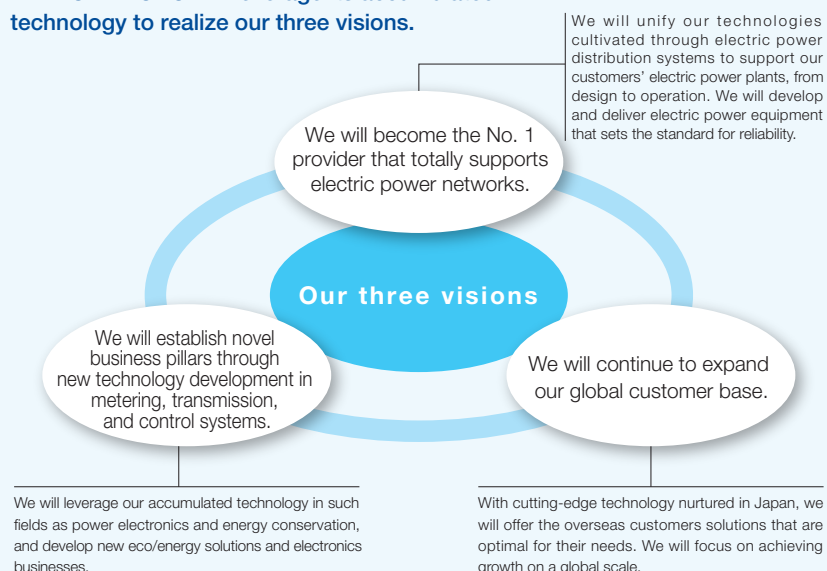 technology to realize our three visions.
We will unify our technologies
cultivated through electric power
distribution systems to support our
customers’ electric power plants, from
design to operation. We will develop
and deliver electric power equipment
that sets the standard for reliability.
We will become the No. 1
provider that totally supports
electric power networks.
Our three visions
We will establish novel
business pillars through
new technology development in
metering, transmission,
and control systems.
We will continue to expand
our global customer base.
We will leverage our accumulated technology in such
fields as power electronics and energy conservation,
and develop new eco/energy solutions and electronics
businesses.
With cutting-edge technology nurtured in Japan, we
will offer the overseas customers solutions that are
optimal for their needs. We will focus on achieving
growth on a global scale.